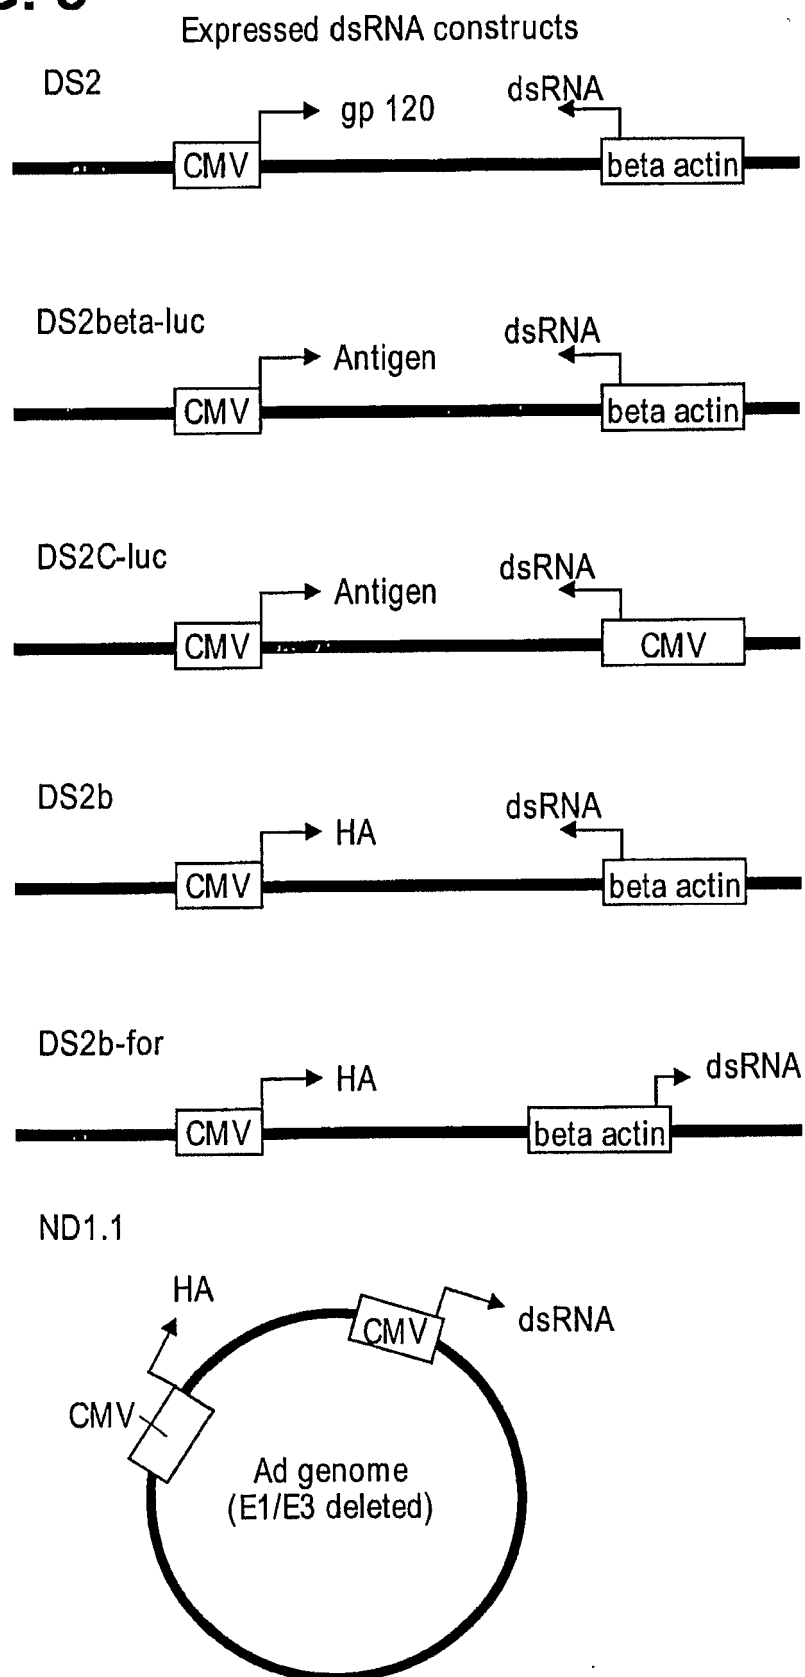 Expressed dsRNA constructs
DS2
gp 120
dsRNA
CMV
beta actin
DS2beta-luc
Antigen
dsRNA
CMV
beta actin
DS2C-luc
Antigen
dsRNA
CMV
CMV
DS2b
HA
dsRNA
CMV
beta actin
DS2b-for
HA
dsRNA
CMV
beta actin
ND1.1
HA
CMV
dsRNA
CMV
Ad genome
(E1/E3 deleted)